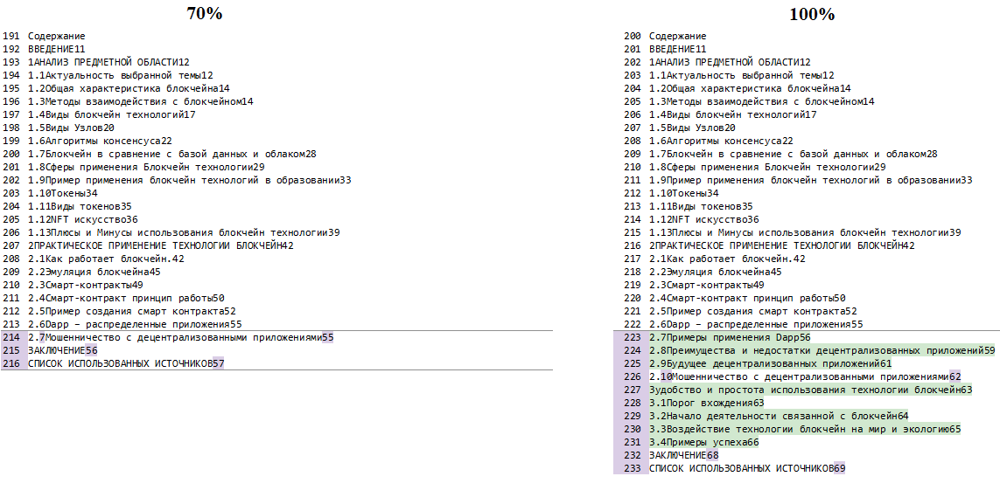 70%
191 Содержание
192 ВВЕДЕНИЕ11
193 1АНАЛИЗ ПРЕДМЕТНОЙ ОБЛАСТИ12
194 1.1Актуальность выбранной темы12
195 1.2Общая характеристика блокчейна14
196 1.3Методы взаимодействия с блокчейном14
197 1.4Виды блокчейн технологий17
198 1.5Виды Узлов20
199 1.6Алгоритмы консенсуса22
200 1.7Блокчейн в сравнение с базой данных и облаком28
201 1.8Сферы применения Блокчейн технологии29
202 1.9Пример применения блокчейн технологий в образовании33
203 1.10Токены34
204 1.11Виды токенов35
205 1.12NFT искусство36
206 1.13Плюсы и Минусы использования блокчейн технологии39
207 2ПРАКТИЧЕСКОЕ ПРИМЕНЕНИЕ ТЕХНОЛОГИИ БЛОКЧЕЙН42
208 2.1Как работает блокчейн.42
209 2.2Эмуляция блокчейна45
210 2.3Смарт-контракты49
211 2.4Смарт-контракт принцип работы50
212 2.5Пример создания смарт контракта52
213 2.6Dapp – распределенные приложения55
214 2.7Мошенничество с децентрализованными приложениями55
215 ЗАКЛЮЧЕНИЕ56
216 СПИСОК ИСПОЛЬЗОВАННЫХ ИСТОЧНИКОВ57
100%
200 Содержание
201 ВВЕДЕНИЕ11
202 1АНАЛИЗ ПРЕДМЕТНОЙ ОБЛАСТИ12
203 1.1Актуальность выбранной темы12
204 1.2Общая характеристика блокчейна14
205 1.3Методы взаимодействия с блокчейном14
206 1.4Виды блокчейн технологий17
207 1.5Виды Узлов20
208 1.6Алгоритмы консенсуса22
209 1.7Блокчейн в сравнение с базой данных и облаком28
210 1.8Сферы применения Блокчейн технологии29
211 1.9Пример применения блокчейн технологий в образовании33
212 1.10Токены34
213 1.11Виды токенов35
214 1.12NFT искусство36
215 1.13Плюсы и Минусы использования блокчейн технологии39
216 2ПРАКТИЧЕСКОЕ ПРИМЕНЕНИЕ ТЕХНОЛОГИИ БЛОКЧЕЙН42
217 2.1Как работает блокчейн.42
218 2.2Эмуляция блокчейна45
219 2.3Смарт-контракты49
220 2.4Смарт-контракт принцип работы50
221 2.5Пример создания смарт контракта52
222 2.6Dapp – распределенные приложения55
223 2.7Примеры применения Dapp56
224 2.8Преимущества и недостатки децентрализованных приложений59
225 2.9Будущее децентрализованных приложений61
226 2.10Мошенничество с децентрализованными приложениями62
227 3удобство и простота использования технологии блокчейн63
228 3.1Порог вхождения63
229 3.2Начало деятельности связанной с блокчейн64
230 3.3Воздействие технологии блокчейн на мир и экологию65
231 3.4Примеры успеха66
232 ЗАКЛЮЧЕНИЕ68
233 СПИСОК ИСПОЛЬЗОВАННЫХ ИСТОЧНИКОВ69